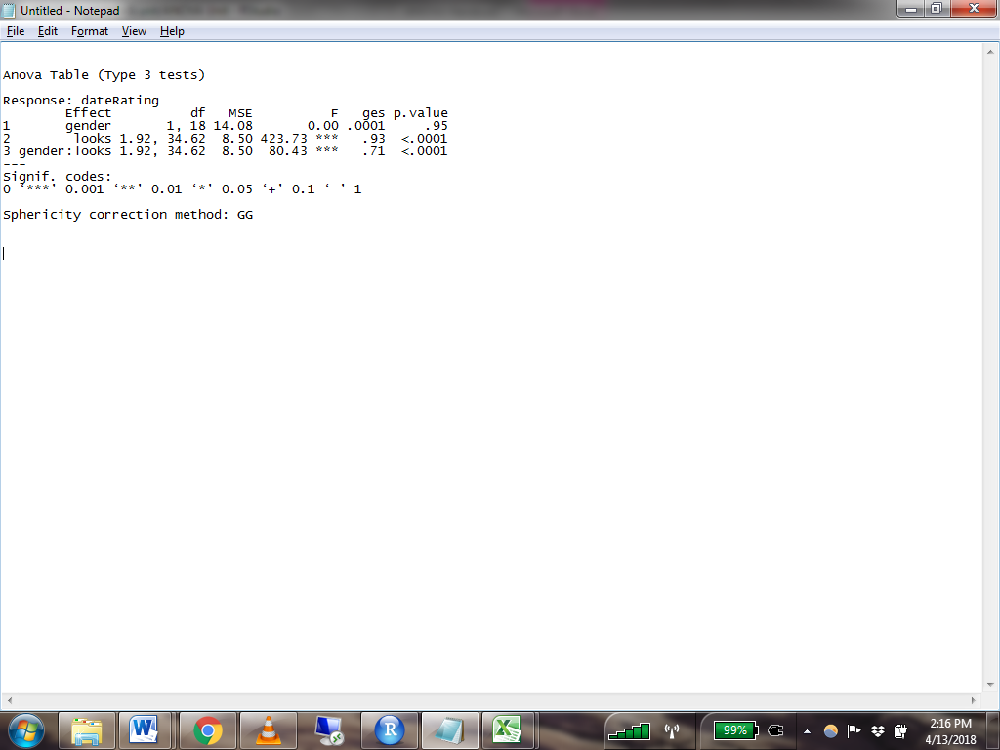 Untitled - Notepad
File Edit Format View Help
Anova Table (Type 3 tests)
Response: dateRating
Effect df MSE F ges p.value
1 gender 1, 18 14.08 0.00 .0001 .95
2 looks 1.92, 34.62 8.50 423.73 *** .93 <.0001
3 gender:looks 1.92, 34.62 8.50 80.43 *** .71 <.0001
---
Signif. codes:
0 ‘***’ 0.001 ‘**’ 0.01 ‘*’ 0.05 ‘+’ 0.1 ‘ ’ 1
Sphericity correction method: GG
W
R
99%
2:16 PM
4/13/2018